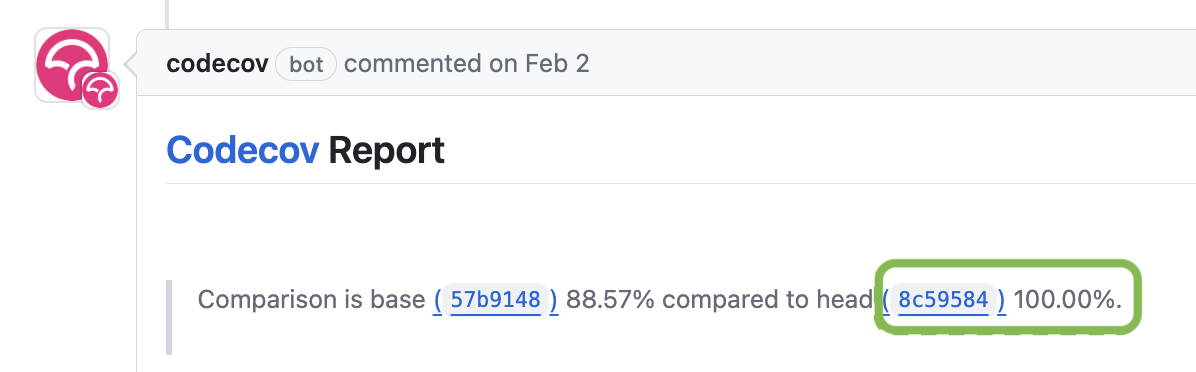 codecov bot commented on Feb 2
Codecov Report
Comparison is base (57b9148) 88.57% compared to head (8c59584) 100.00%.